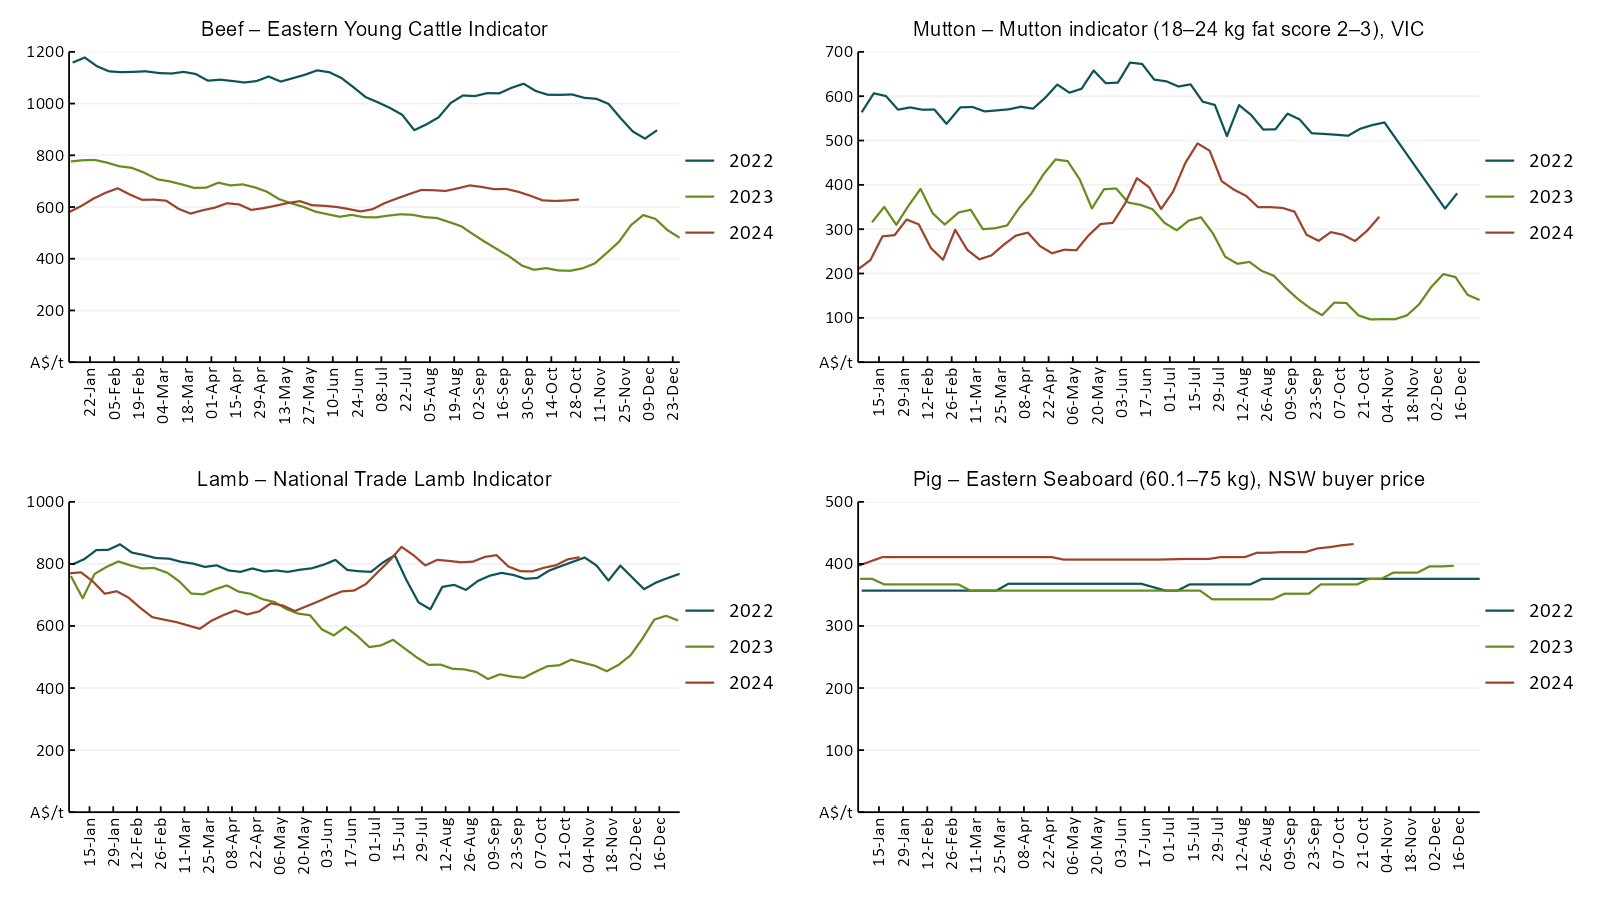 Beef – Eastern Young Cattle Indicator
1200
1000
800
600
400
200
A$/t
22-Jan
05-Feb
19-Feb
04-Mar
18-Mar
01-Apr
15-Apr
29-Apr
13-May
27-May
10-Jun
24-Jun
08-Jul
22-Jul
05-Aug
19-Aug
02-Sep
16-Sep
30-Sep
14-Oct
28-Oct
11-Nov
25-Nov
09-Dec
23-Dec
2022
2023
2024
Mutton – Mutton indicator (18–24 kg fat score 2–3), VIC
700
600
500
400
300
200
100
A$/t
15-Jan
29-Jan
12-Feb
26-Feb
11-Mar
25-Mar
08-Apr
22-Apr
06-May
20-May
03-Jun
17-Jun
01-Jul
15-Jul
29-Jul
12-Aug
26-Aug
09-Sep
23-Sep
07-Oct
21-Oct
04-Nov
18-Nov
02-Dec
16-Dec
2022
2023
2024
Lamb – National Trade Lamb Indicator
1000
800
600
400
200
A$/t
15-Jan
29-Jan
12-Feb
26-Feb
11-Mar
25-Mar
08-Apr
22-Apr
06-May
20-May
03-Jun
17-Jun
01-Jul
15-Jul
29-Jul
12-Aug
26-Aug
09-Sep
23-Sep
07-Oct
21-Oct
04-Nov
18-Nov
02-Dec
16-Dec
2022
2023
2024
Pig – Eastern Seaboard (60.1–75 kg), NSW buyer price
500
400
300
200
100
A$/t
15-Jan
29-Jan
12-Feb
26-Feb
11-Mar
25-Mar
08-Apr
22-Apr
06-May
20-May
03-Jun
17-Jun
01-Jul
15-Jul
29-Jul
12-Aug
26-Aug
09-Sep
23-Sep
07-Oct
21-Oct
04-Nov
18-Nov
02-Dec
16-Dec
2022
2023
2024